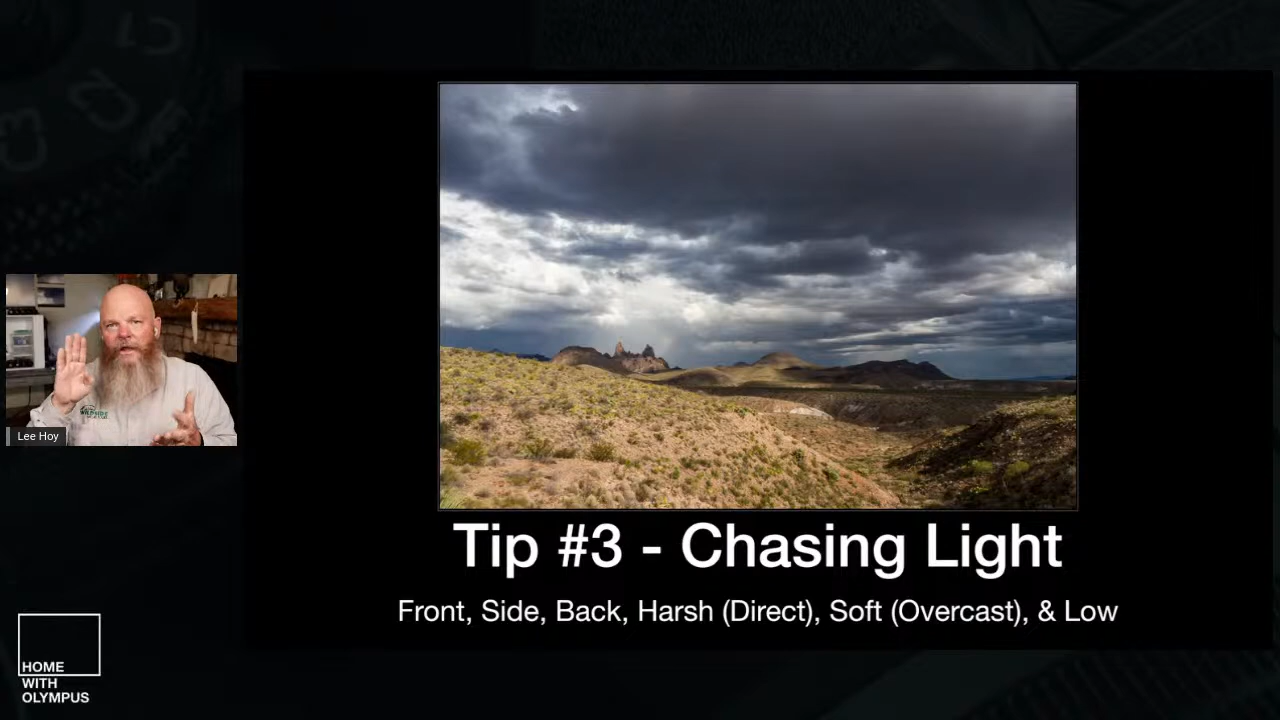 Tip #3 - Chasing Light
Front, Side, Back, Harsh (Direct), Soft (Overcast), & Low
Lee Hoy
HOME
WITH
OLYMPUS